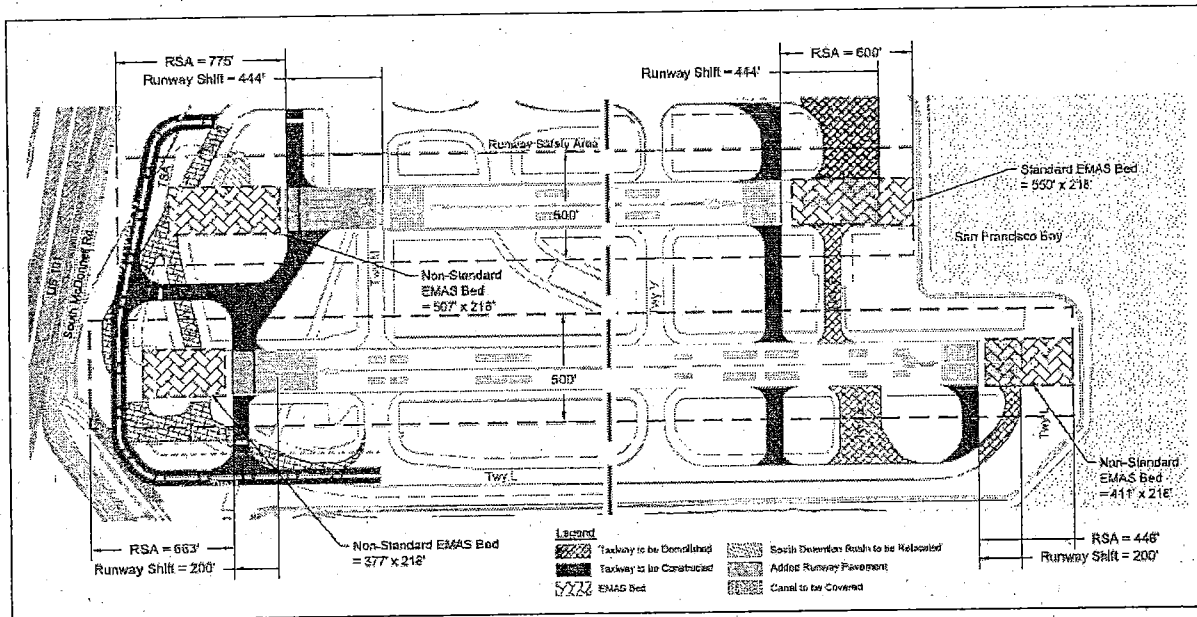 RSA = 775'
Runway Shift = 444'
RSA = 600'
Runway Shift = 444'
Runway Safety Area
TSA
500'
Standard EMAS Bed
= 550' x 218'
San Francisco Bay
US 101
South McDonnell Rd
Non-Standard
EMAS Bed
= 507' x 218'
Twy V
500'
Twy L
Twy L
Non-Standard
EMAS Bed
= 411' x 218'
RSA = 663'
Runway Shift = 200'
Non-Standard EMAS Bed
= 377' x 218'
RSA = 446'
Runway Shift = 200'
Legend
Taxiway to be Demolished
Taxiway to be Constructed
EMAS Bed
South Detention Basin to be Relocated
Added Runway Pavement
Canal to be Covered